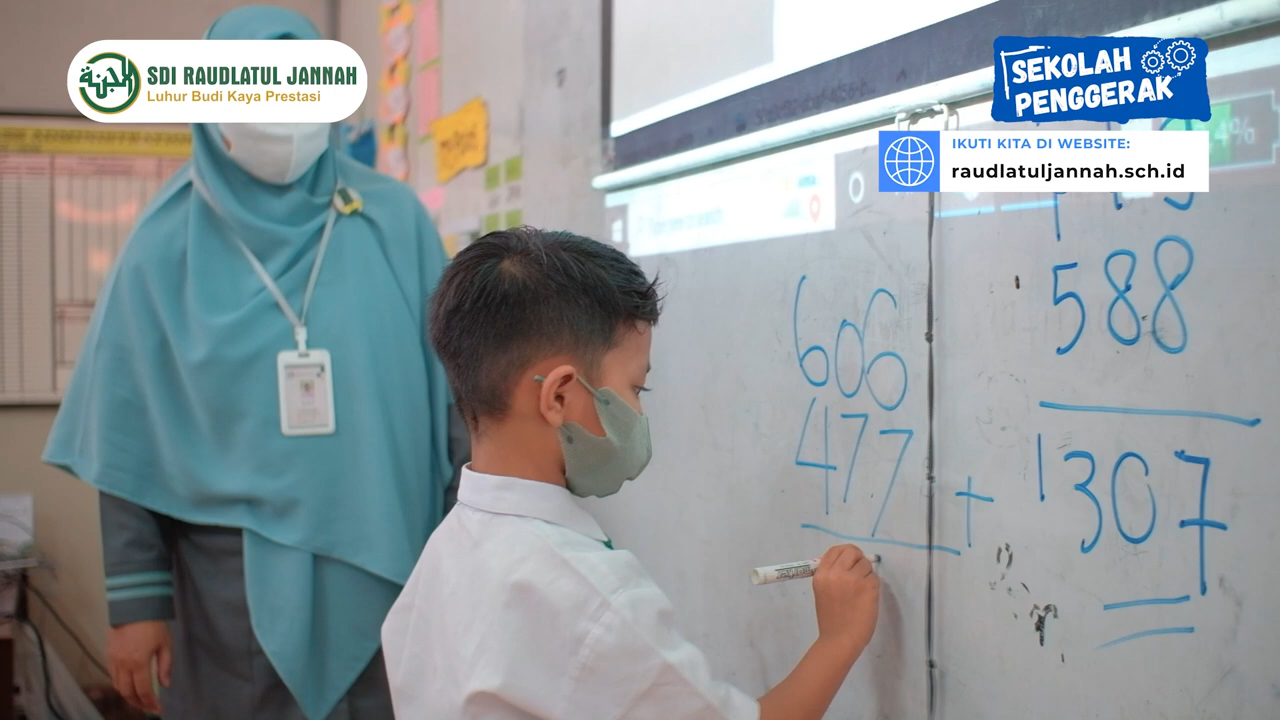 SDI RAUDLATUL JANNAH
Luhur Budi Kaya Prestasi
SEKOLAH
PENGGERAK
IKUTI KITA DI WEBSITE:
raudlatuljannah.sch.id
606
477
+
588
1307